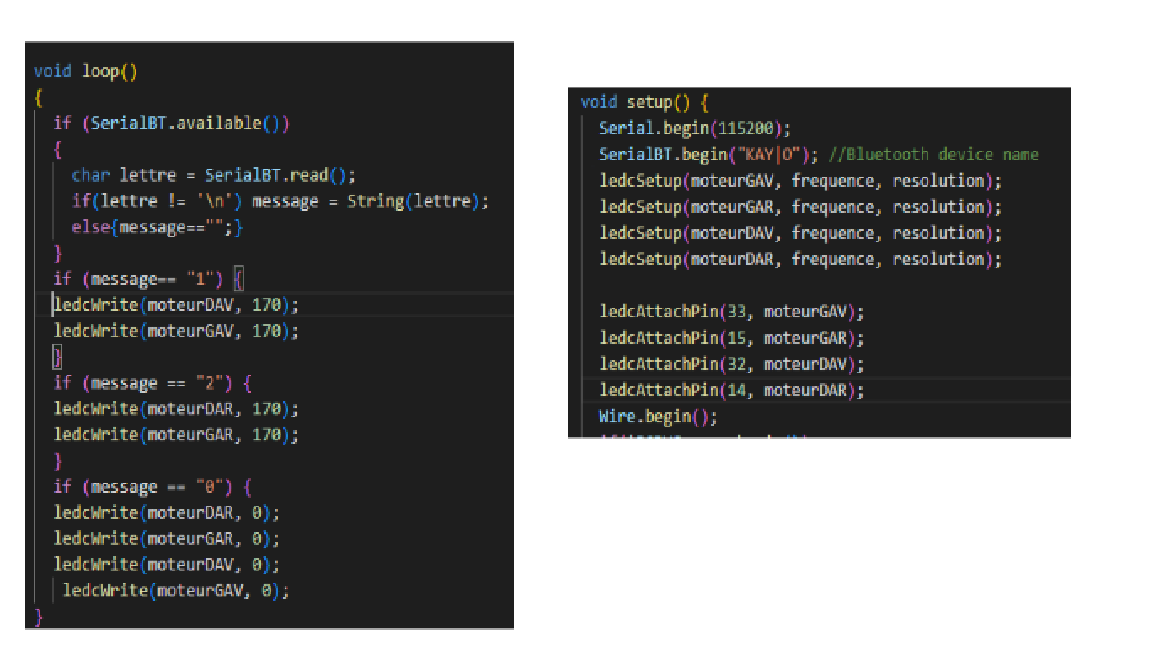 void loop()
{
if (SerialBT.available())
{
char lettre = SerialBT.read();
if(lettre != '\n') message = String(lettre);
else{message=="";}
}
if (message== "1") {
ledcWrite(moteurDAV, 170);
ledcWrite(moteurGAV, 170);
}
if (message == "2") {
ledcWrite(moteurDAR, 170);
ledcWrite(moteurGAR, 170);
}
if (message == "0") {
ledcWrite(moteurDAR, 0);
ledcWrite(moteurGAR, 0);
ledcWrite(moteurDAV, 0);
ledcWrite(moteurGAV, 0);
}
void setup() {
Serial.begin(115200);
SerialBT.begin("KAY|O"); //Bluetooth device name
ledcSetup(moteurGAV, frequence, resolution);
ledcSetup(moteurGAR, frequence, resolution);
ledcSetup(moteurDAV, frequence, resolution);
ledcSetup(moteurDAR, frequence, resolution);
ledcAttachPin(33, moteurGAV);
ledcAttachPin(15, moteurGAR);
ledcAttachPin(32, moteurDAV);
ledcAttachPin(14, moteurDAR);
Wire.begin();